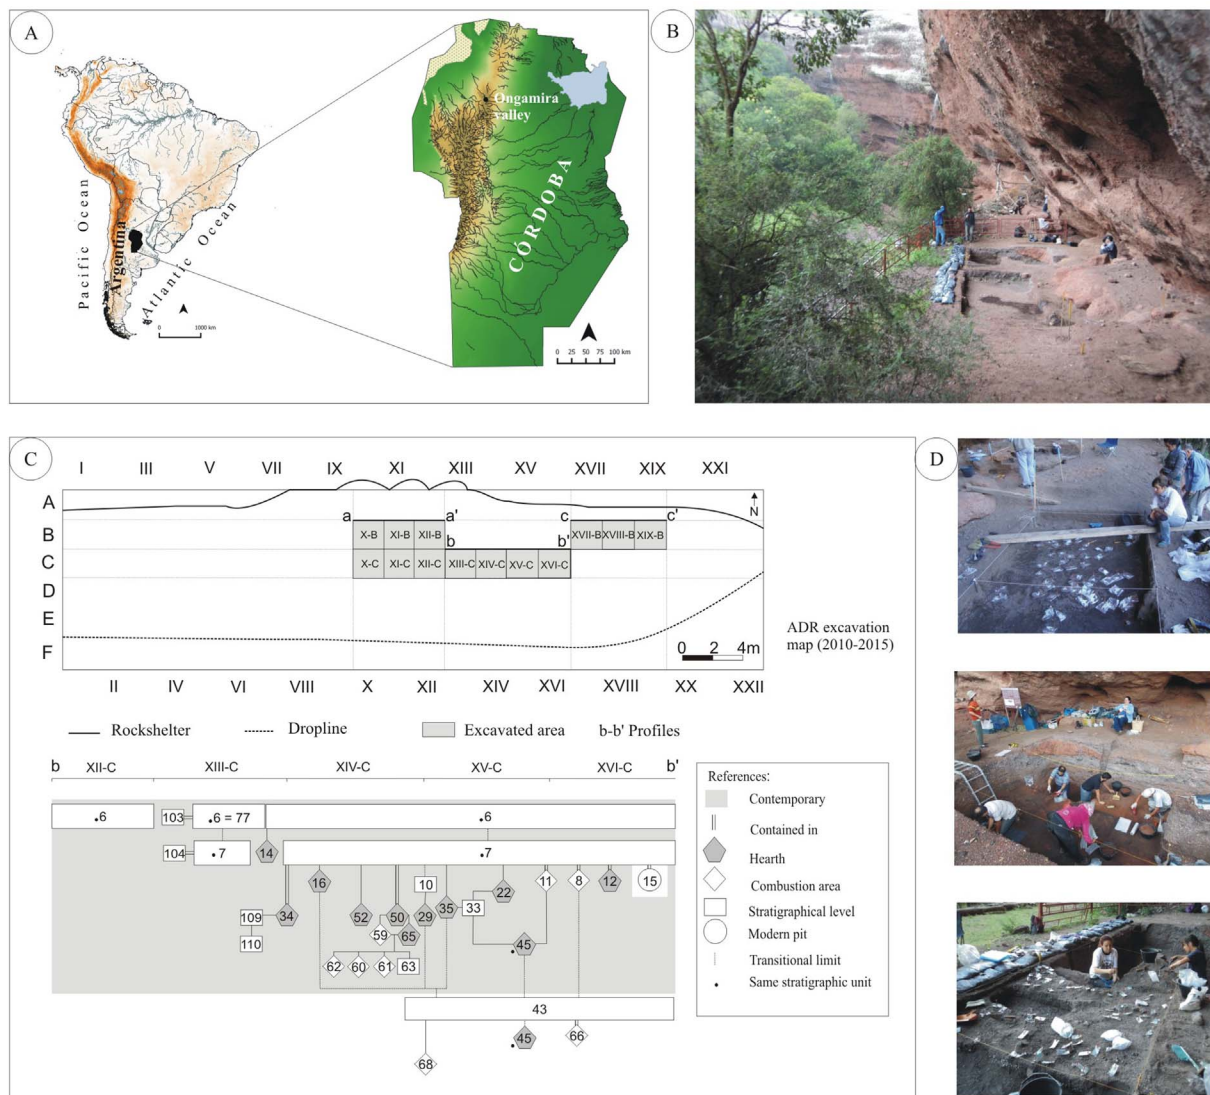 A
Pacific Ocean
Argentina
Atlantic Ocean
0 1000 km
Ongamira
valley
CÓRDOBA
0 25 50 75 100 km
B
C
I III V VII IX XI XIII XV XVII XIX XXI
A
B
C
D
E
F
a a' c c'
b b'
N
X-B XI-B XII-B XVII-B XVIII-B XIX-B
X-C XI-C XII-C XIII-C XIV-C XV-C XVI-C
0 2 4m
ADR excavation
map (2010-2015)
II IV VI VIII X XII XIV XVI XVIII XX XXII
Rockshelter Dropline Excavated area b-b' Profiles
b XII-C XIII-C XIV-C XV-C XVI-C b'
6 103 6 = 77 6
104 7 14 7
16 10 22 11 8 12 15
109 34 52 50 29 35 33
110 59 65 45
62 60 61 63
43
68 45 66
References:
Contemporary
Contained in
Hearth
Combustion area
Stratigraphical level
Modern pit
Transitional limit
Same stratigraphic unit
D